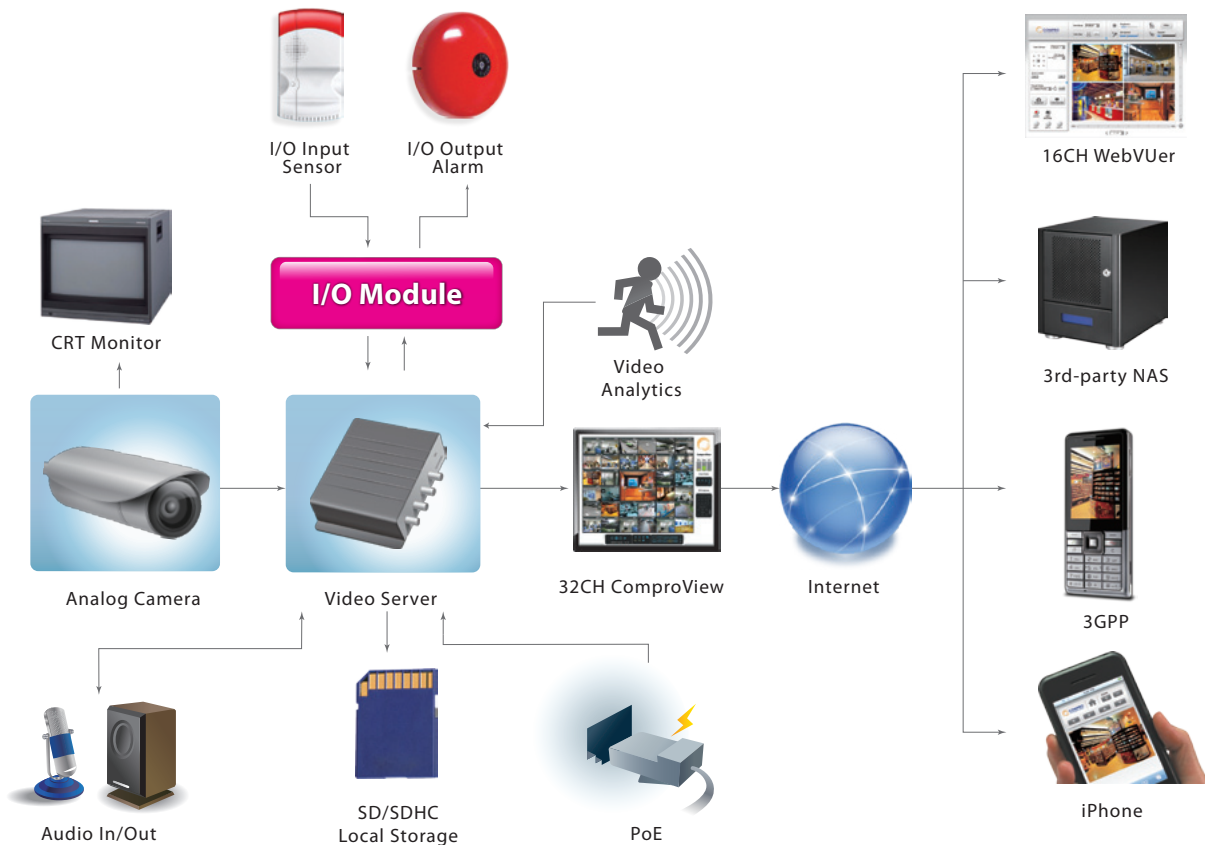 I/O Input
Sensor
I/O Output
Alarm
16CH WebVUer
I/O Module
CRT Monitor
Video
Analytics
3rd-party NAS
Analog Camera
Video Server
32CH ComproView
Internet
3GPP
Audio In/Out
SD/SDHC
Local Storage
PoE
iPhone